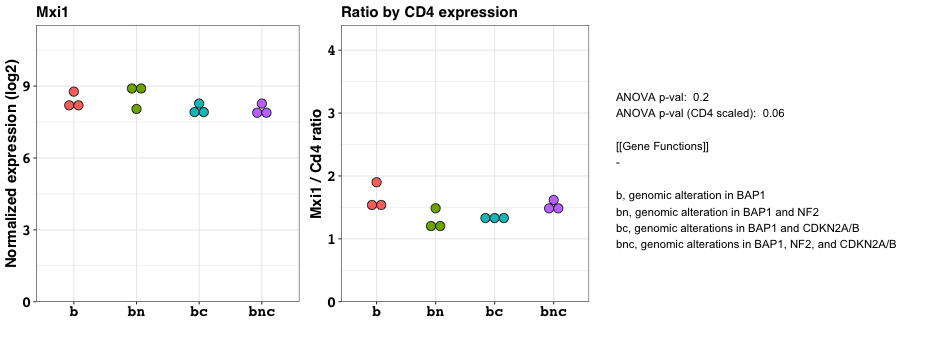 Mxi1
Normalized expression (log2)
9
6
3
0
b bn bc bnc
Ratio by CD4 expression
Mxi1 / Cd4 ratio
4
3
2
1
0
b bn bc bnc
ANOVA p-val: 0.2
ANOVA p-val (CD4 scaled): 0.06
[[Gene Functions]]
-
b, genomic alteration in BAP1
bn, genomic alteration in BAP1 and NF2
bc, genomic alterations in BAP1 and CDKN2A/B
bnc, genomic alterations in BAP1, NF2, and CDKN2A/B